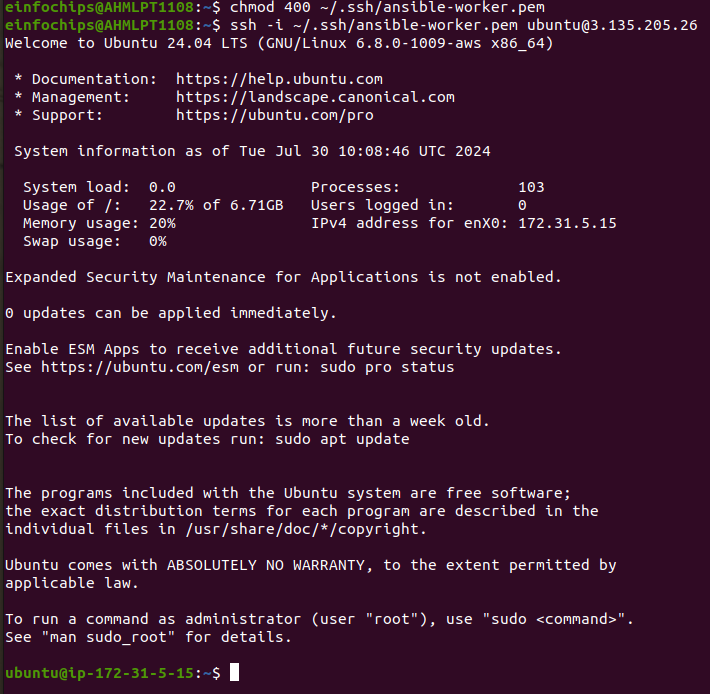 einfochips@AHMLPT1108:~$ chmod 400 ~/.ssh/ansible-worker.pem
einfochips@AHMLPT1108:~$ ssh -i ~/.ssh/ansible-worker.pem ubuntu@3.135.205.26
Welcome to Ubuntu 24.04 LTS (GNU/Linux 6.8.0-1009-aws x86_64)

 * Documentation:  https://help.ubuntu.com
 * Management:     https://landscape.canonical.com
 * Support:        https://ubuntu.com/pro

 System information as of Tue Jul 30 10:08:46 UTC 2024

  System load:  0.0               Processes:             103
  Usage of /:   22.7% of 6.71GB   Users logged in:       0
  Memory usage: 20%               IPv4 address for enX0: 172.31.5.15
  Swap usage:   0%

Expanded Security Maintenance for Applications is not enabled.

0 updates can be applied immediately.

Enable ESM Apps to receive additional future security updates.
See https://ubuntu.com/esm or run: sudo pro status


The list of available updates is more than a week old.
To check for new updates run: sudo apt update


The programs included with the Ubuntu system are free software;
the exact distribution terms for each program are described in the
individual files in /usr/share/doc/*/copyright.

Ubuntu comes with ABSOLUTELY NO WARRANTY, to the extent permitted by
applicable law.

To run a command as administrator (user "root"), use "sudo <command>".
See "man sudo_root" for details.

ubuntu@ip-172-31-5-15:~$